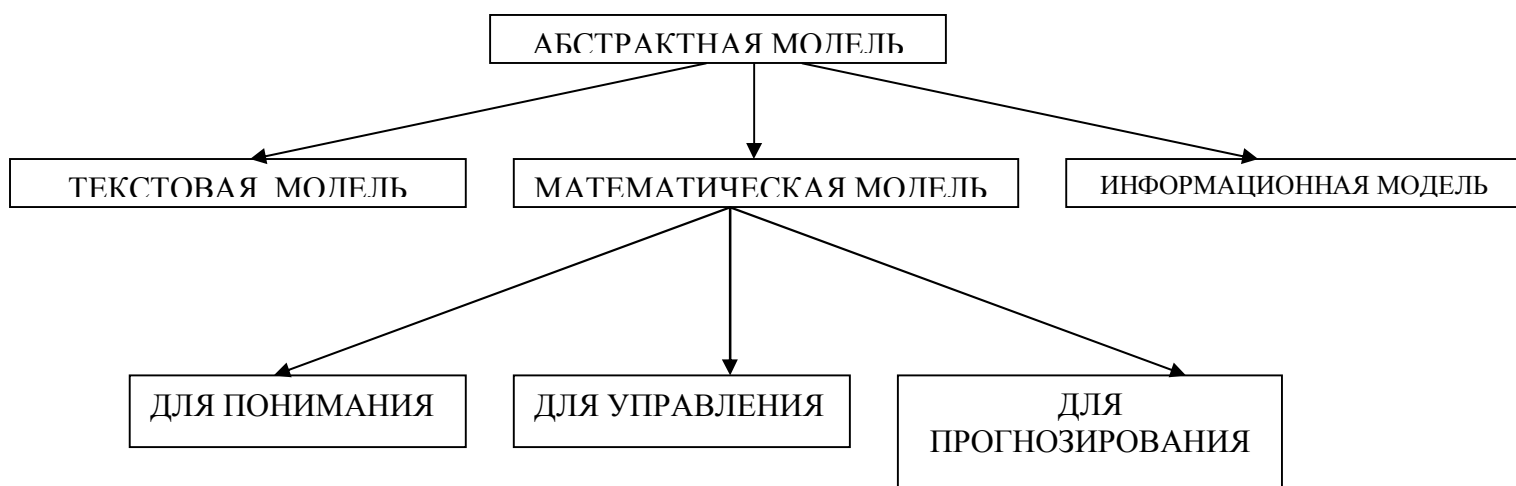 АБСТРАКТНАЯ МОДЕЛЬ
ТЕКСТОВАЯ МОДЕЛЬ
МАТЕМАТИЧЕСКАЯ МОДЕЛЬ
ИНФОРМАЦИОННАЯ МОДЕЛЬ
ДЛЯ ПОНИМАНИЯ
ДЛЯ УПРАВЛЕНИЯ
ДЛЯ
ПРОГНОЗИРОВАНИЯ